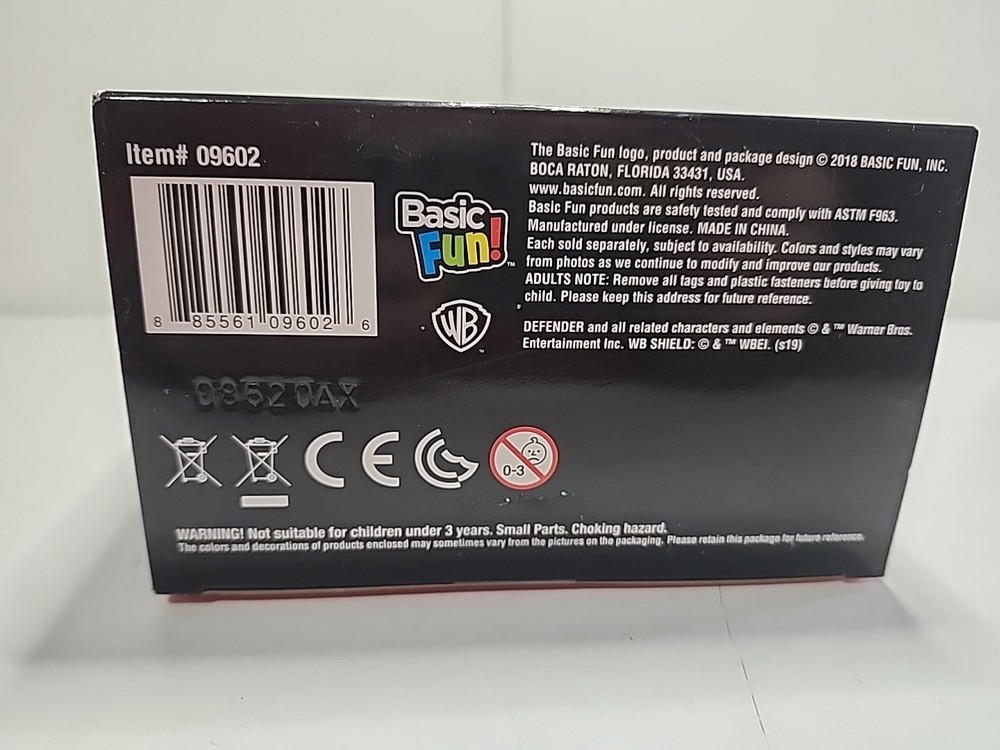 Item# 09602
8 85561 09602 6
Basic
Fun!™
WB
™
The Basic Fun logo, product and package design © 2018 BASIC FUN, INC.
BOCA RATON, FLORIDA 33431, USA.
www.basicfun.com. All rights reserved.
Basic Fun products are safety tested and comply with ASTM F963.
Manufactured under license. MADE IN CHINA.
Each sold separately, subject to availability. Colors and styles may vary
from photos as we continue to modify and improve our products.
ADULTS NOTE: Remove all tags and plastic fasteners before giving toy to
child. Please keep this address for future reference.
DEFENDER and all related characters and elements © & ™ Warner Bros.
Entertainment Inc. WB SHIELD: © & ™ WBEI. (s19)
CE
0-3
WARNING! Not suitable for children under 3 years. Small Parts. Choking hazard.
The colors and decorations of products enclosed may sometimes vary from the pictures on the packaging. Please retain this package for future reference.